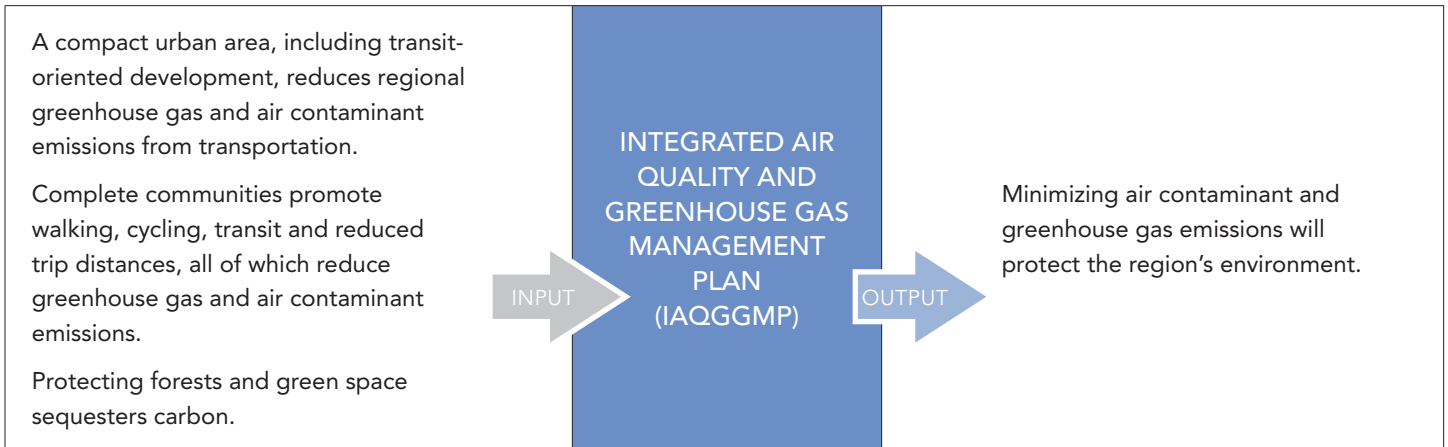 A compact urban area, including transit-
oriented development, reduces regional
greenhouse gas and air contaminant
emissions from transportation.
Complete communities promote
walking, cycling, transit and reduced
trip distances, all of which reduce
greenhouse gas and air contaminant
emissions.
Protecting forests and green space
sequesters carbon.
INPUT
INTEGRATED AIR
QUALITY AND
GREENHOUSE GAS
MANAGEMENT
PLAN
(IAQGGMP)
OUTPUT
Minimizing air contaminant and
greenhouse gas emissions will
protect the region's environment.